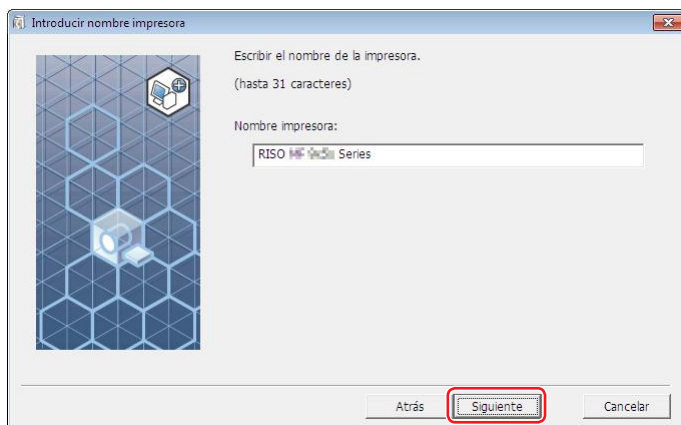 Introducir nombre impresora
Escribir el nombre de la impresora.
(hasta 31 caracteres)
Nombre impresora:
RISO Series
Atrás
Siguiente
Cancelar